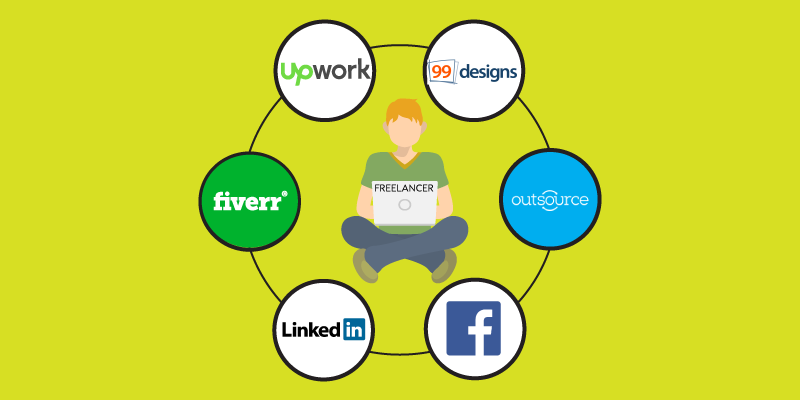 upwork
99designs
FREELANCER
fiverr®
outsource
Linked in
f